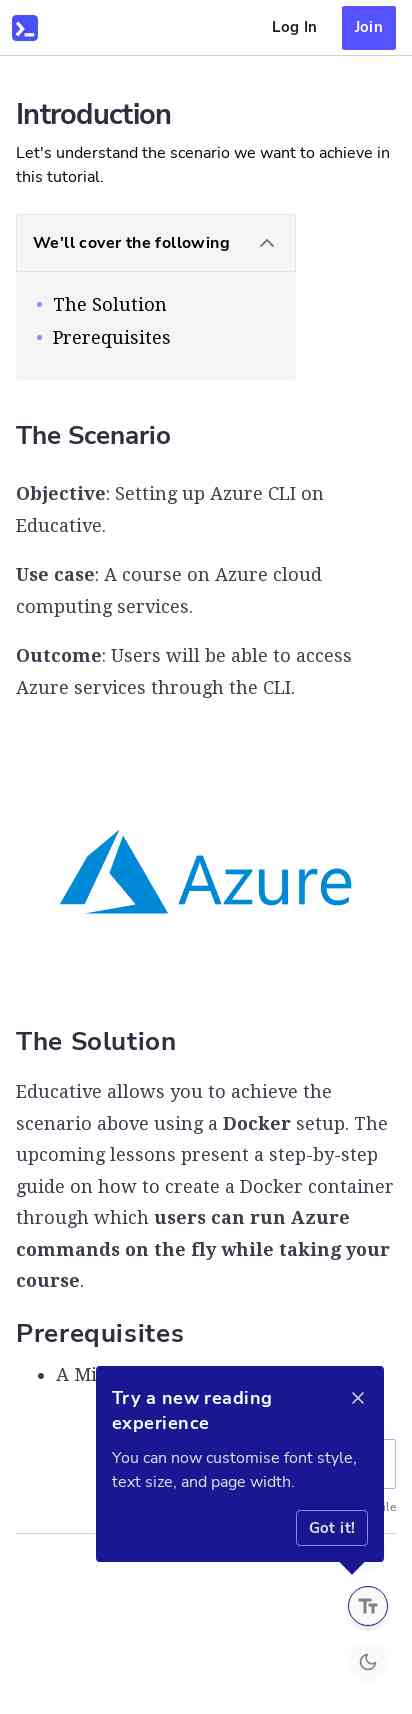 Log In
Join
Introduction
Let's understand the scenario we want to achieve in
this tutorial.
We'll cover the following
The Solution
Prerequisites
The Scenario
Objective: Setting up Azure CLI on
Educative.
Use case: A course on Azure cloud
computing services.
Outcome: Users will be able to access
Azure services through the CLI.
Azure
The Solution
Educative allows you to achieve the
scenario above using a Docker setup. The
upcoming lessons present a step-by-step
guide on how to create a Docker container
through which users can run Azure
commands on the fly while taking your
course.
Prerequisites
A
Try a new reading
experience
You can now customise font style,
text size, and page width.
Got it!
Tt